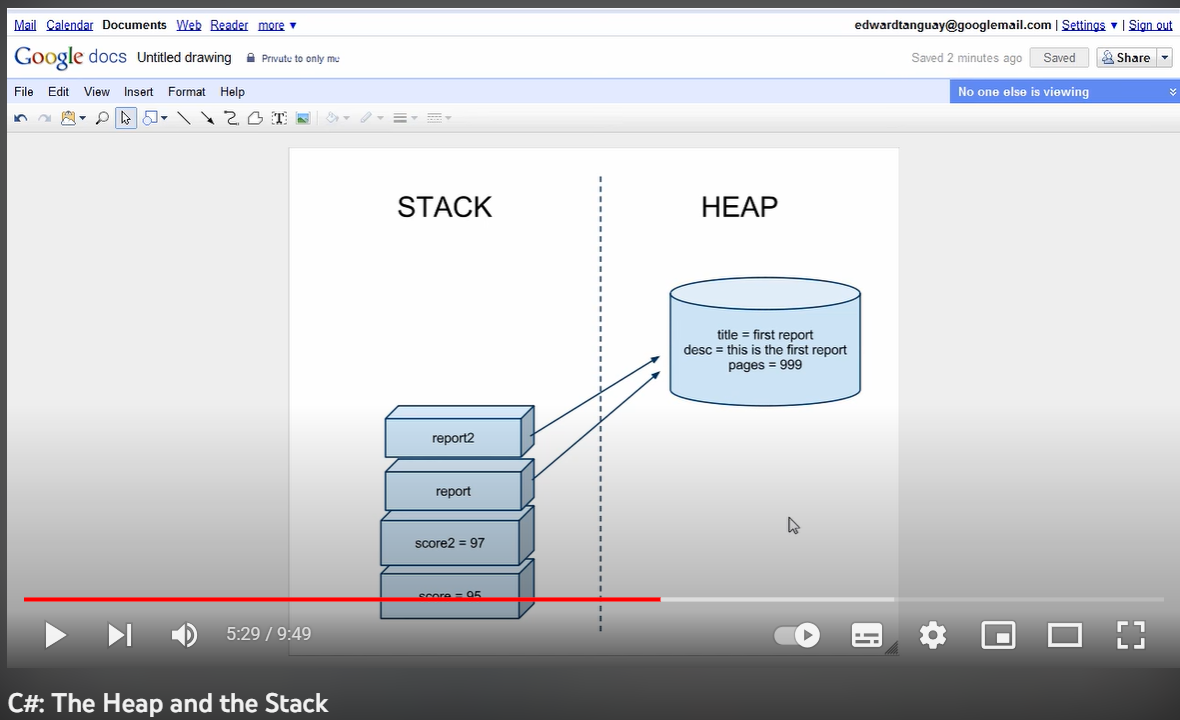 Mail Calendar Documents Web Reader more ▼ edwardtanguay@googlemail.com | Settings ▼ | Sign out
Google docs Untitled drawing Private to only me Saved 2 minutes ago Saved Share
File Edit View Insert Format Help No one else is viewing
T
STACK HEAP
title = first report
desc = this is the first report
pages = 999
report2
report
score2 = 97
score = 95
5:29 / 9:49
C#: The Heap and the Stack